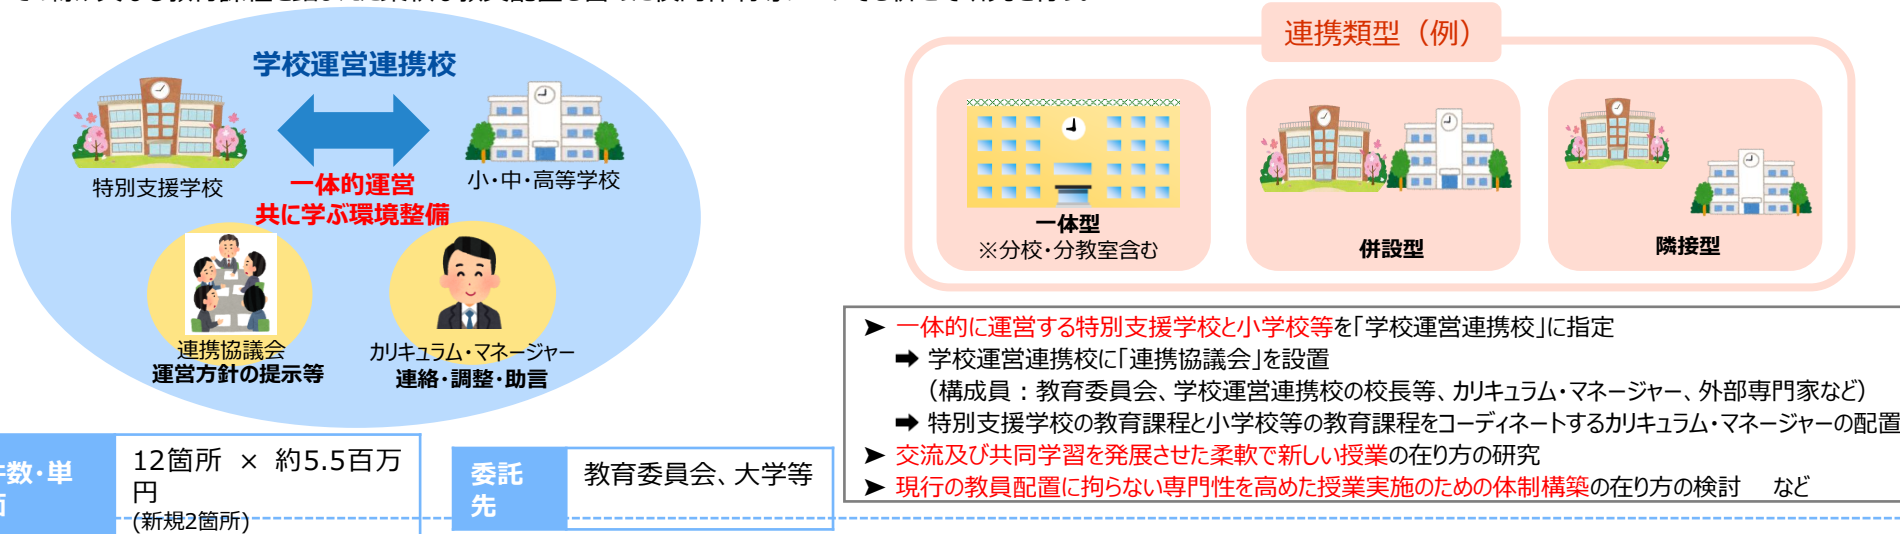 学校運営連携校
特別支援学校
小・中・高等学校
一体的運営
共に学ぶ環境整備
連携協議会
運営方針の提示等
カリキュラム・マネージャー
連絡・調整・助言
件数・単
価
12箇所 × 約5.5百万
円
(新規2箇所)
委託
先
教育委員会、大学等
連携類型（例）
一体型
※分校・分教室含む
併設型
隣接型
➤ 一体的に運営する特別支援学校と小学校等を「学校運営連携校」に指定
➡ 学校運営連携校に「連携協議会」を設置
（構成員：教育委員会、学校運営連携校の校長等、カリキュラム・マネージャー、外部専門家など）
➡ 特別支援学校の教育課程と小学校等の教育課程をコーディネートするカリキュラム・マネージャーの配置
➤ 交流及び共同学習を発展させた柔軟で新しい授業の在り方の研究
➤ 現行の教員配置に拘らない専門性を高めた授業実施のための体制構築の在り方の検討 など